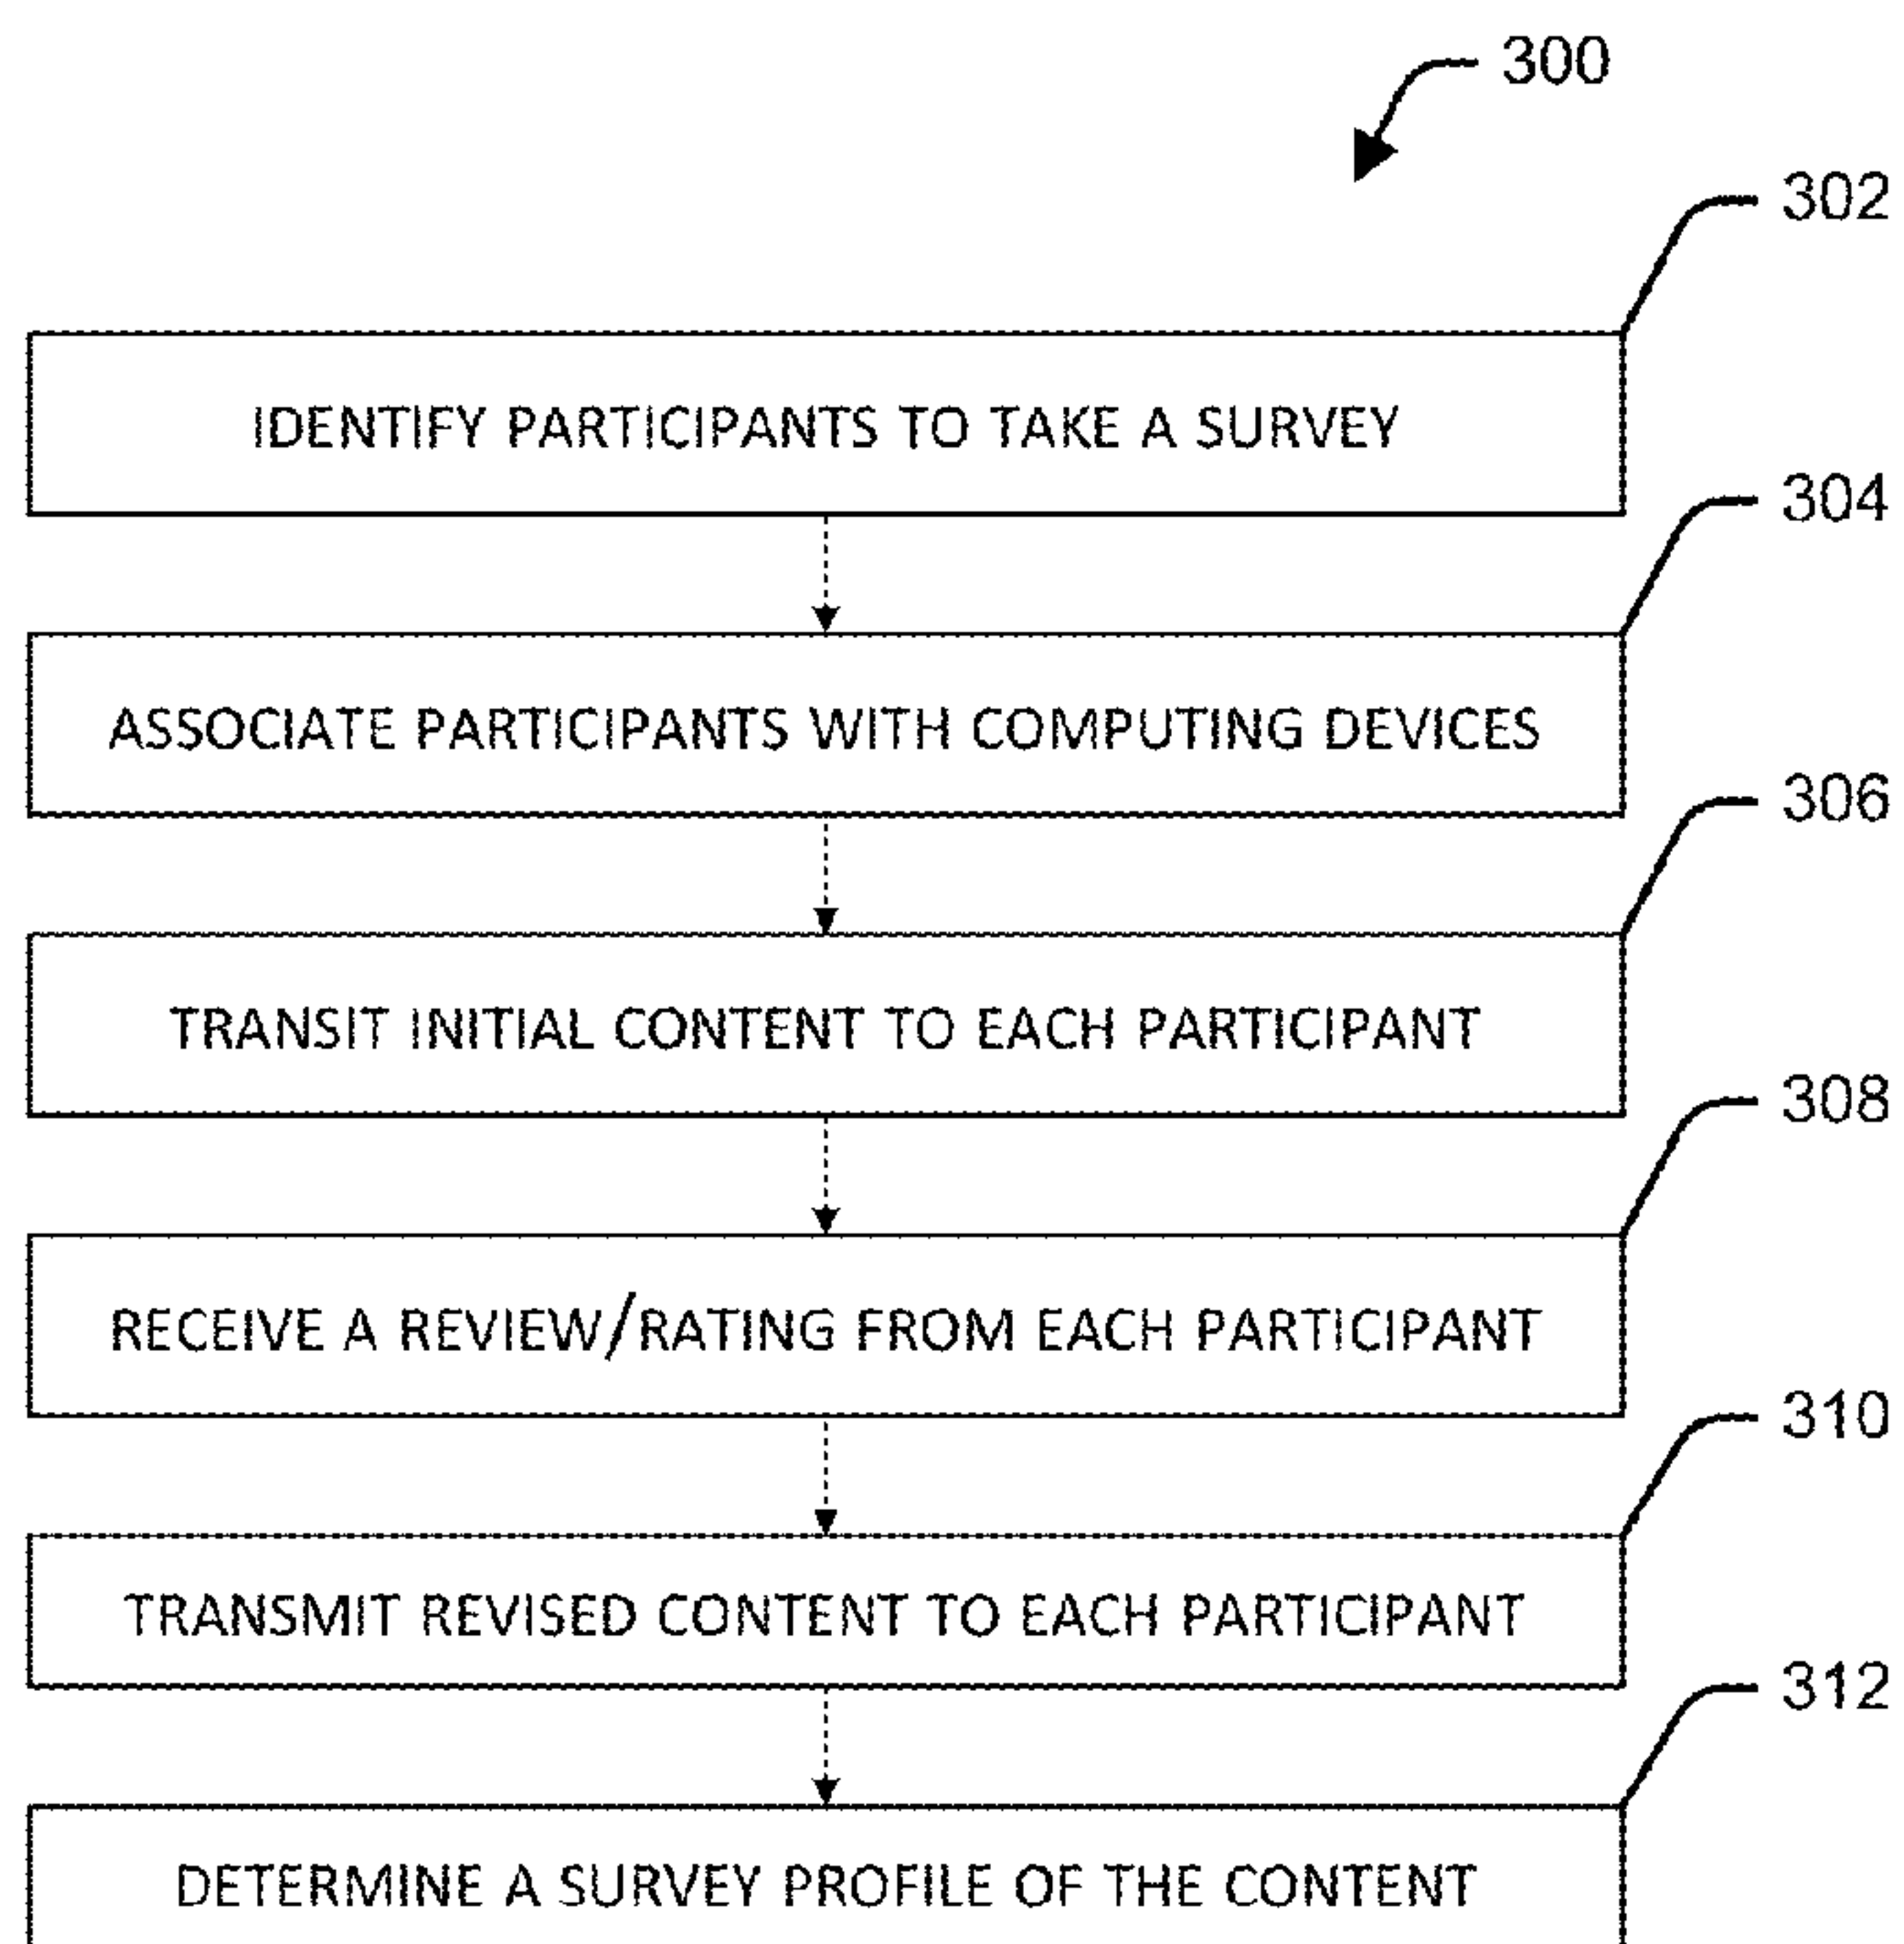 300
302
IDENTIFY PARTICIPANTS TO TAKE A SURVEY
304
ASSOCIATE PARTICIPANTS WITH COMPUTING DEVICES
306
TRANSIT INITIAL CONTENT TO EACH PARTICIPANT
308
RECEIVE A REVIEW/RATING FROM EACH PARTICIPANT
310
TRANSMIT REVISED CONTENT TO EACH PARTICIPANT
312
DETERMINE A SURVEY PROFILE OF THE CONTENT